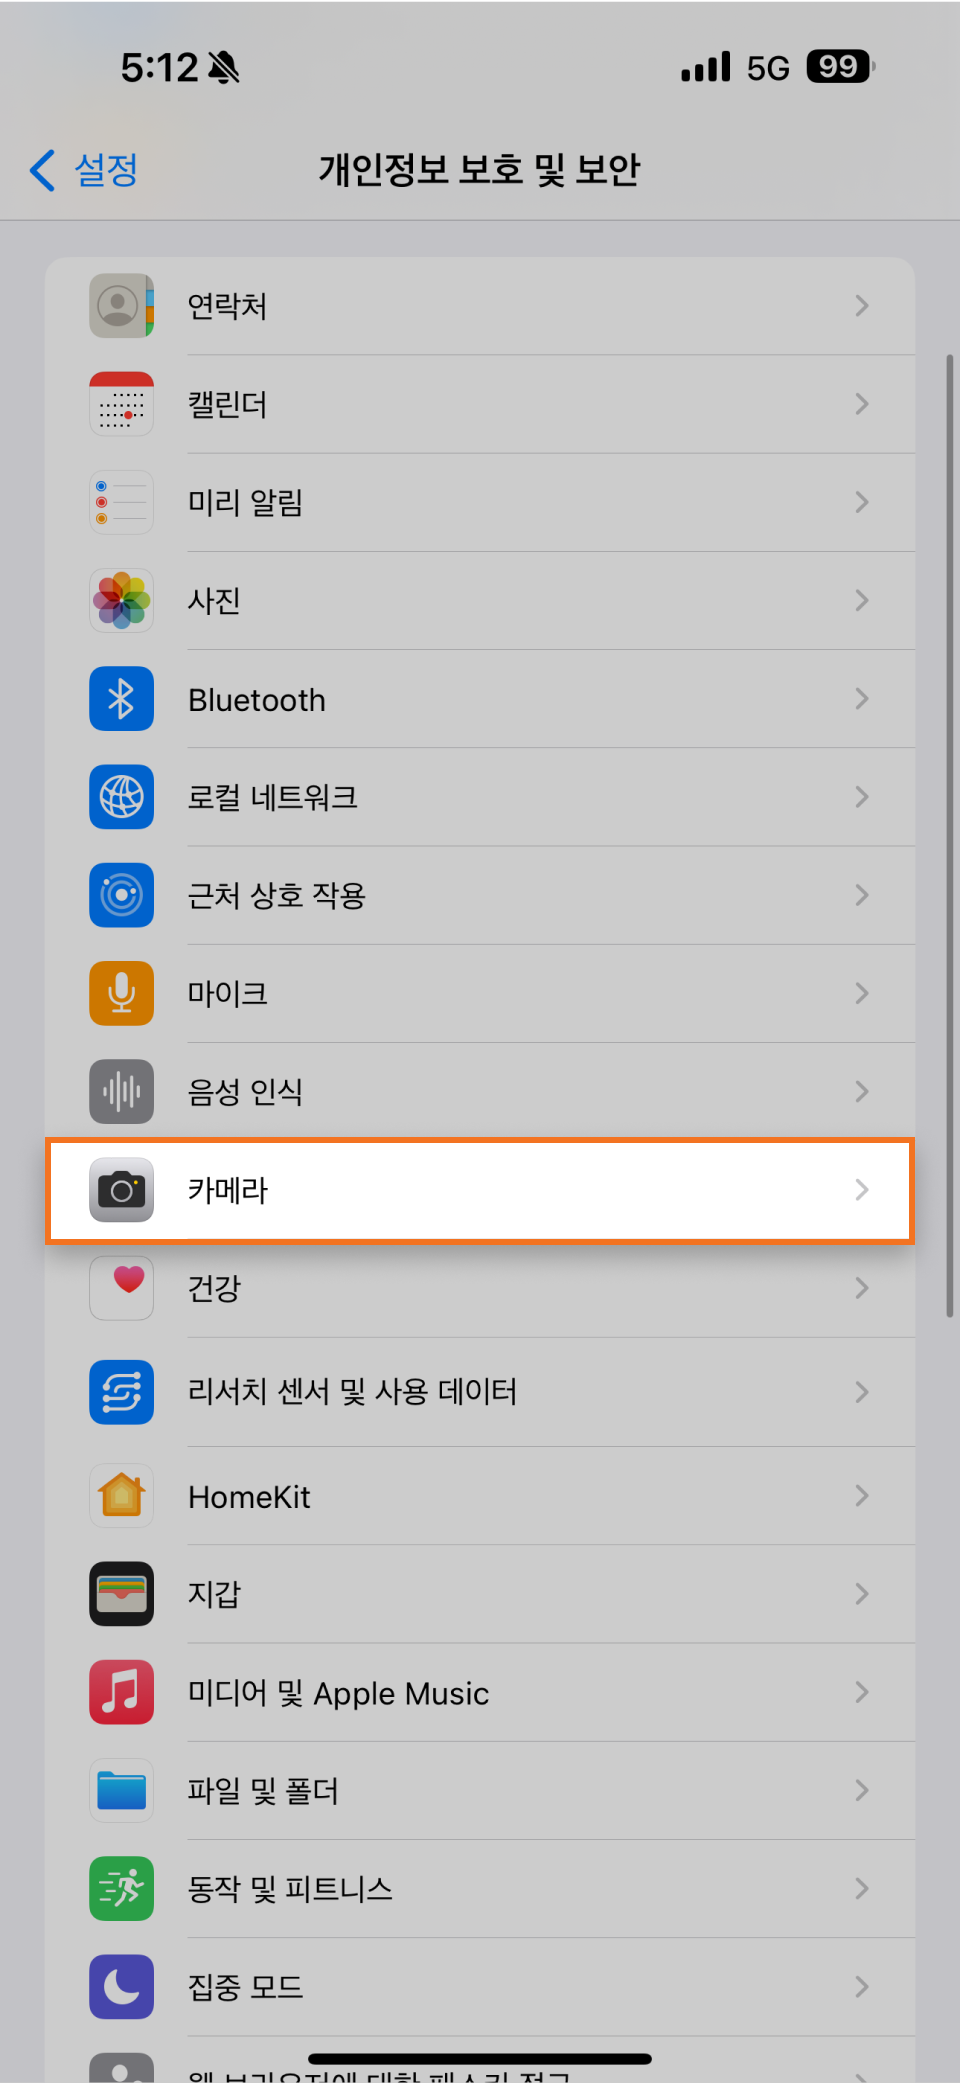 5:12
5G 99
설정
개인정보 보호 및 보안
연락처
캘린더
미리 알림
사진
Bluetooth
로컬 네트워크
근처 상호 작용
마이크
음성 인식
카메라
건강
리서치 센서 및 사용 데이터
HomeKit
지갑
미디어 및 Apple Music
파일 및 폴더
동작 및 피트니스
집중 모드